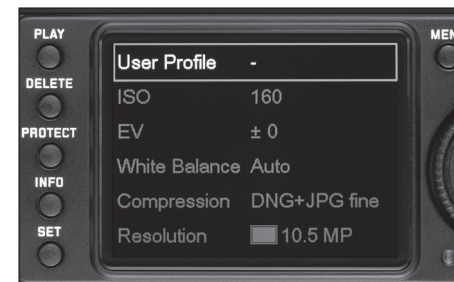 PLAY
MEN
User Profile -
DELETE
ISO 160
PROTECT
EV ± 0
White Balance Auto
INFO
Compression DNG+JPG fine
SET
Resolution 10.5 MP